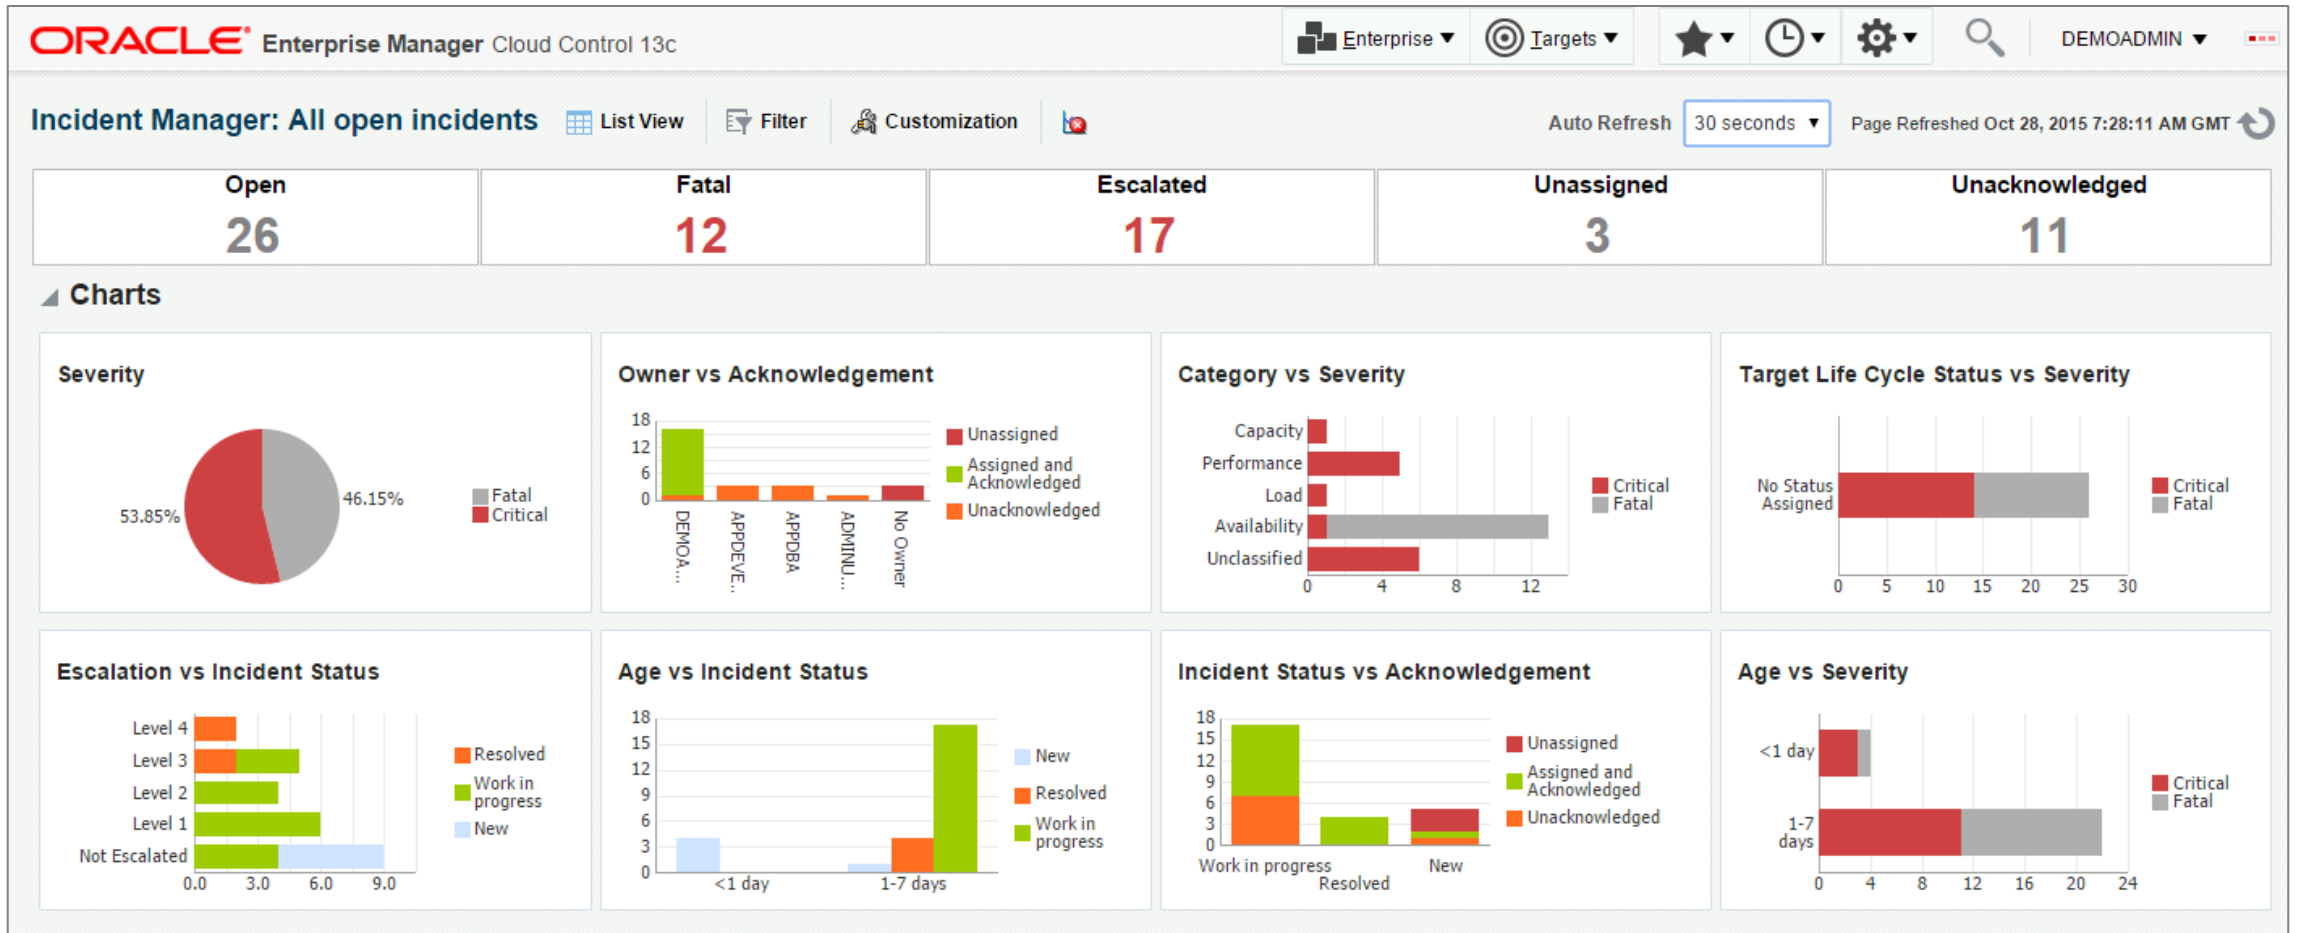 ORACLE Enterprise Manager Cloud Control 13c
Enterprise
Targets
DEMOADMIN
Incident Manager: All open incidents
List View
Filter
Customization
Auto Refresh
30 seconds
Page Refreshed Oct 28, 2015 7:28:11 AM GMT
Open
26
Fatal
12
Escalated
17
Unassigned
3
Unacknowledged
11
Charts
Severity
53.85%
46.15%
Fatal
Critical
Owner vs Acknowledgement
18
12
6
0
DEMOA...
APPDEVE..
APPDBA
ADMINU...
No Owner
Unassigned
Assigned and
Acknowledged
Unacknowledged
Category vs Severity
Capacity
Performance
Load
Availability
Unclassified
0 4 8 12
Critical
Fatal
Target Life Cycle Status vs Severity
No Status
Assigned
0 5 10 15 20 25 30
Critical
Fatal
Escalation vs Incident Status
Level 4
Level 3
Level 2
Level 1
Not Escalated
0.0 3.0 6.0 9.0
Resolved
Work in
progress
New
Age vs Incident Status
18
15
12
9
6
3
0
<1 day 1-7 days
New
Resolved
Work in
progress
Incident Status vs Acknowledgement
18
15
12
9
6
3
0
Work in progress New
Resolved
Unassigned
Assigned and
Acknowledged
Unacknowledged
Age vs Severity
<1 day
1-7
days
0 4 8 12 16 20 24
Critical
Fatal